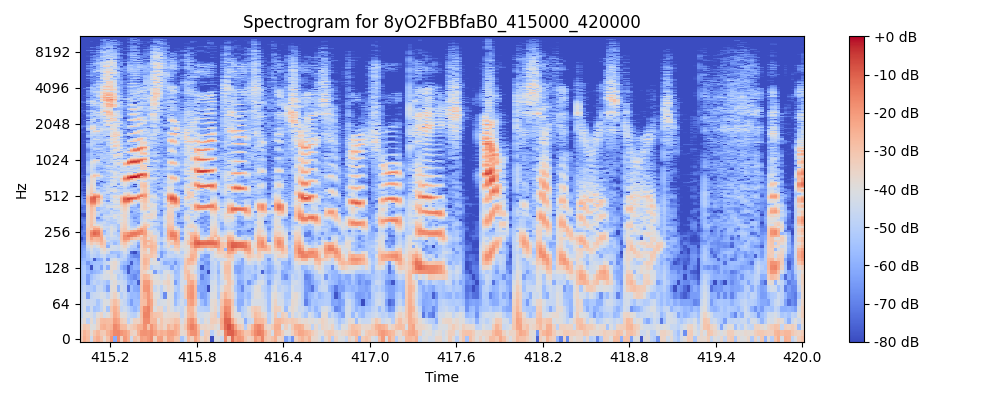 Spectrogram for 8yO2FBBfaB0_415000_420000
8192
4096
2048
1024
512
256
128
64
0
Hz
415.2
415.8
416.4
417.0
417.6
418.2
418.8
419.4
420.0
Time
+0 dB
-10 dB
-20 dB
-30 dB
-40 dB
-50 dB
-60 dB
-70 dB
-80 dB